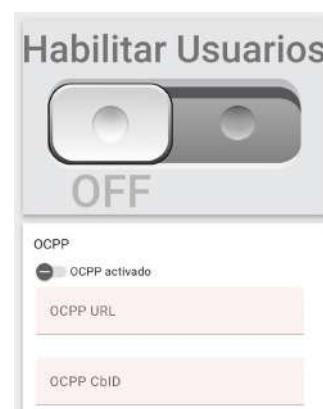 Habilitar Usuarios
OFF
OCPP
OCPP activado
OCPP URL
OCPP CbID